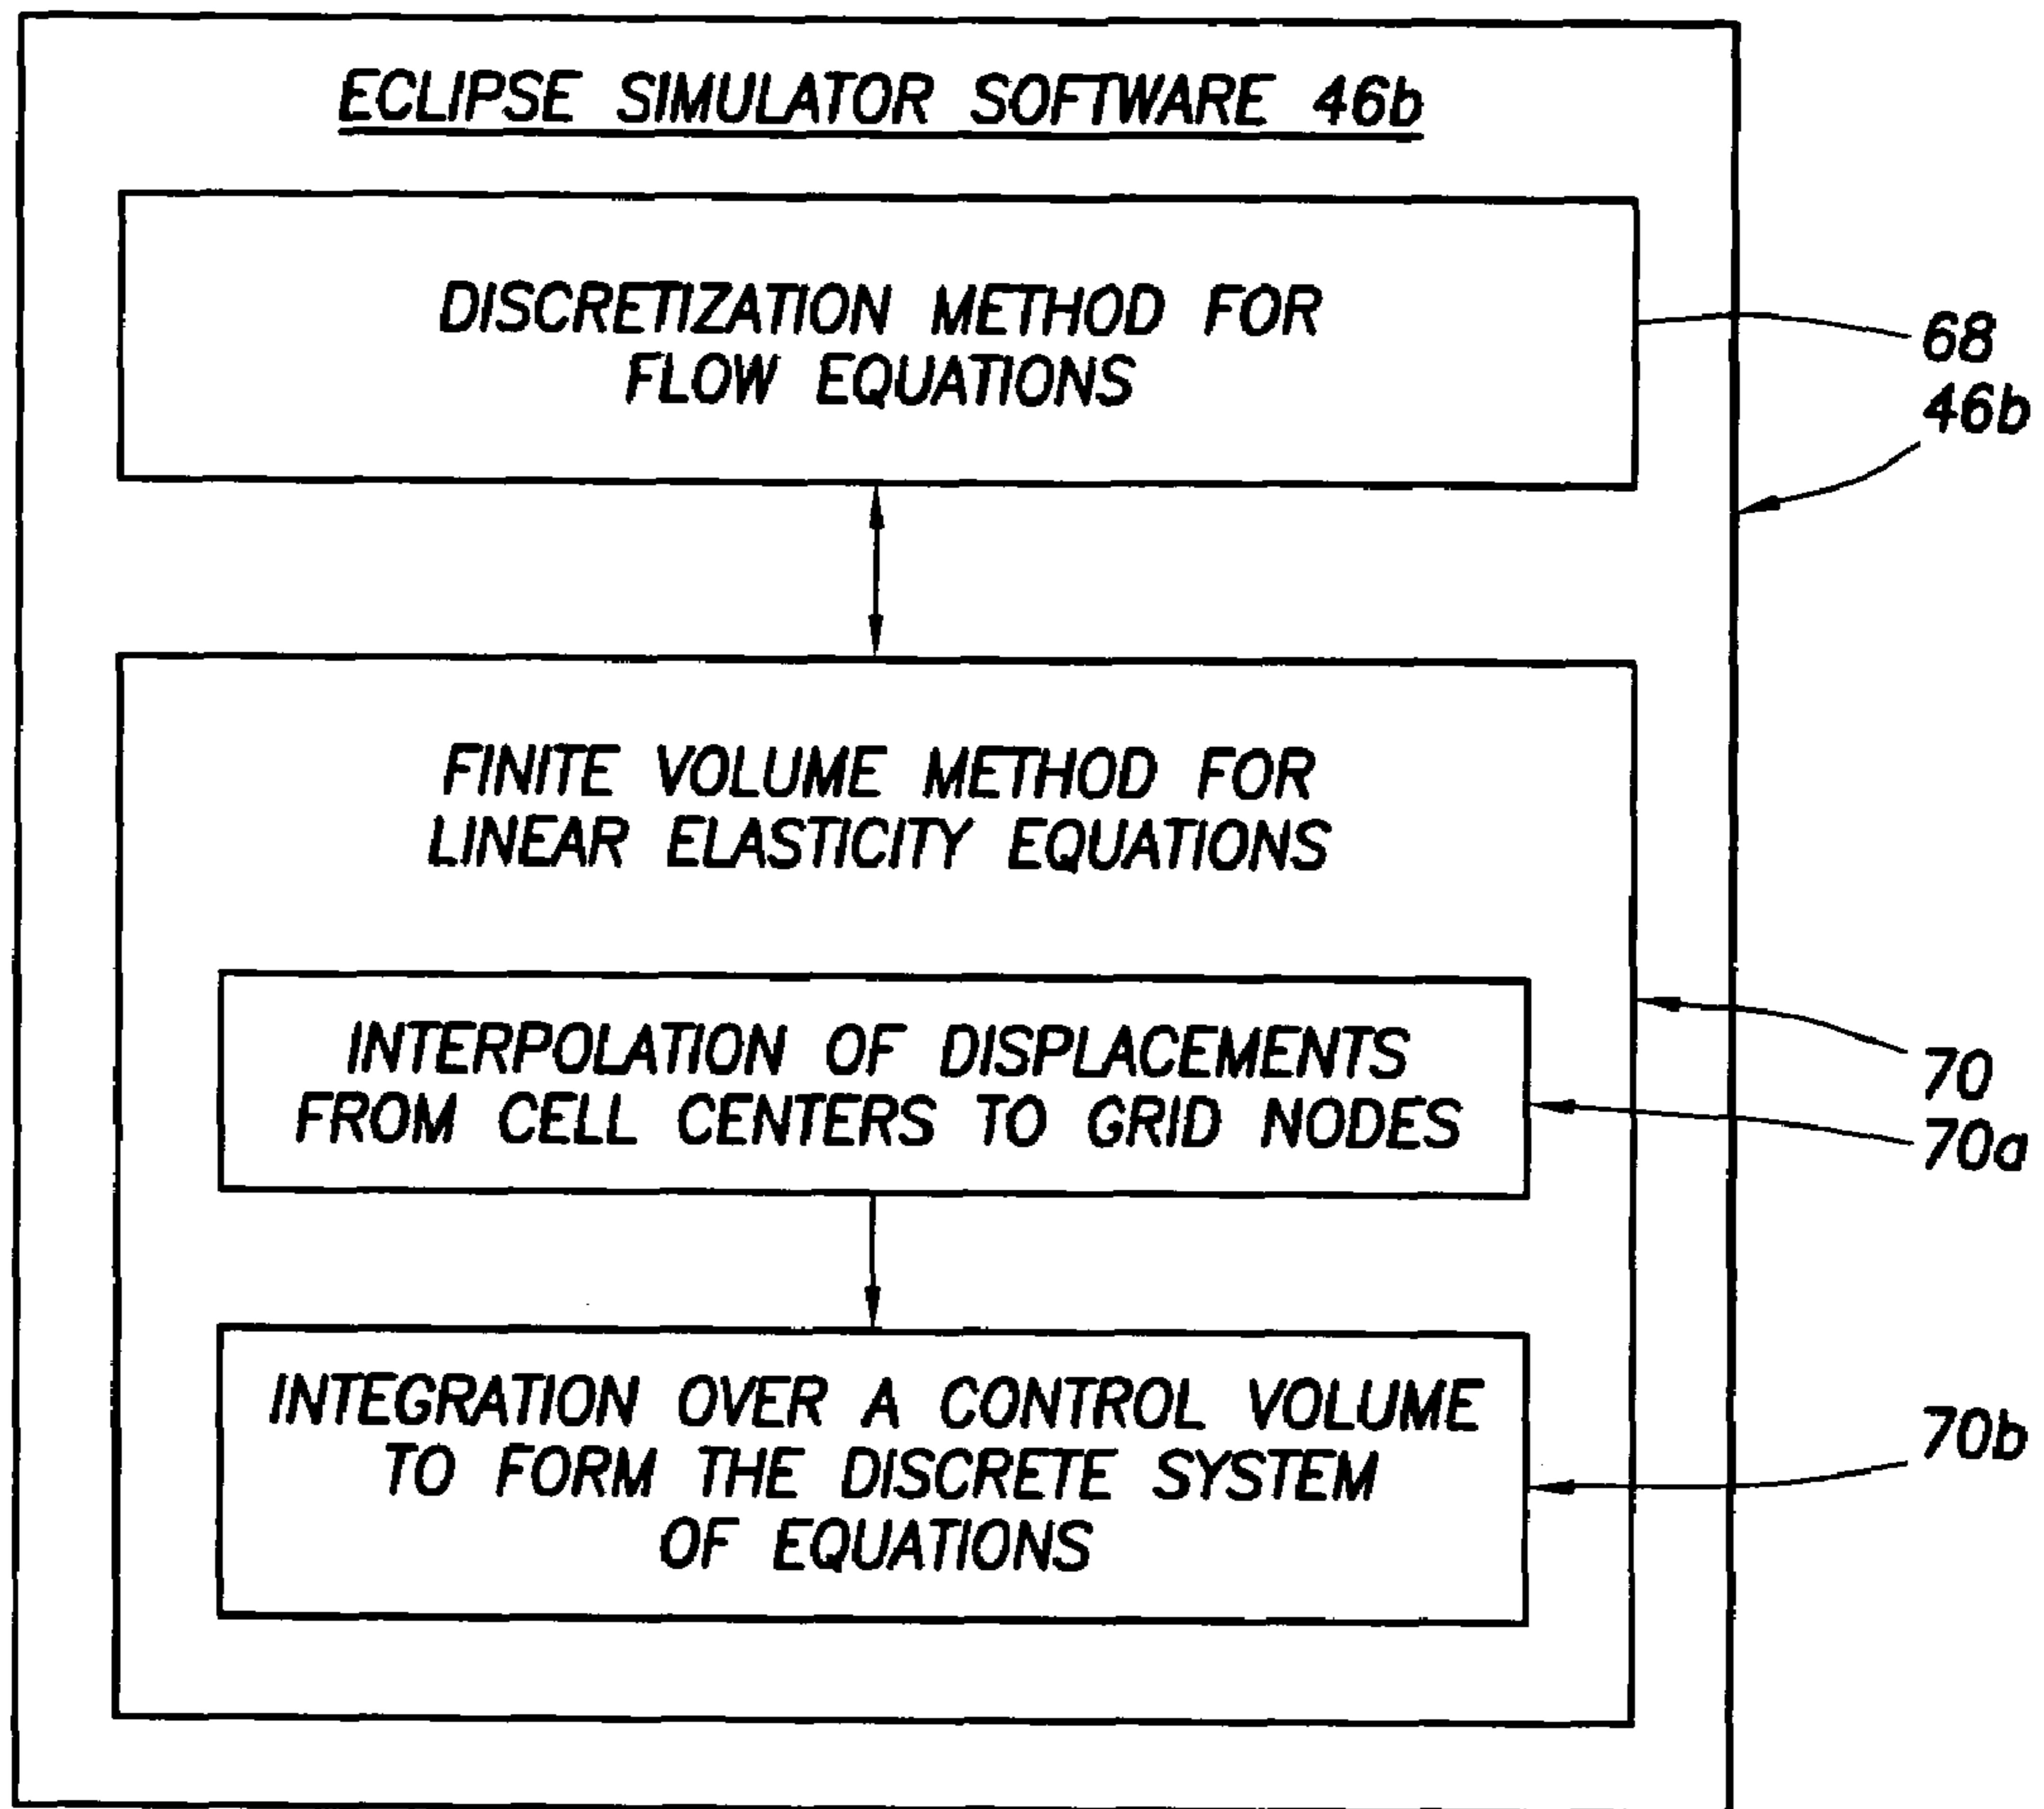 ECLIPSE SIMULATOR SOFTWARE 46b
DISCRETIZATION METHOD FOR
FLOW EQUATIONS
68
46b
FINITE VOLUME METHOD FOR
LINEAR ELASTICITY EQUATIONS
INTERPOLATION OF DISPLACEMENTS
FROM CELL CENTERS TO GRID NODES
70
70a
INTEGRATION OVER A CONTROL VOLUME
TO FORM THE DISCRETE SYSTEM
OF EQUATIONS
70b